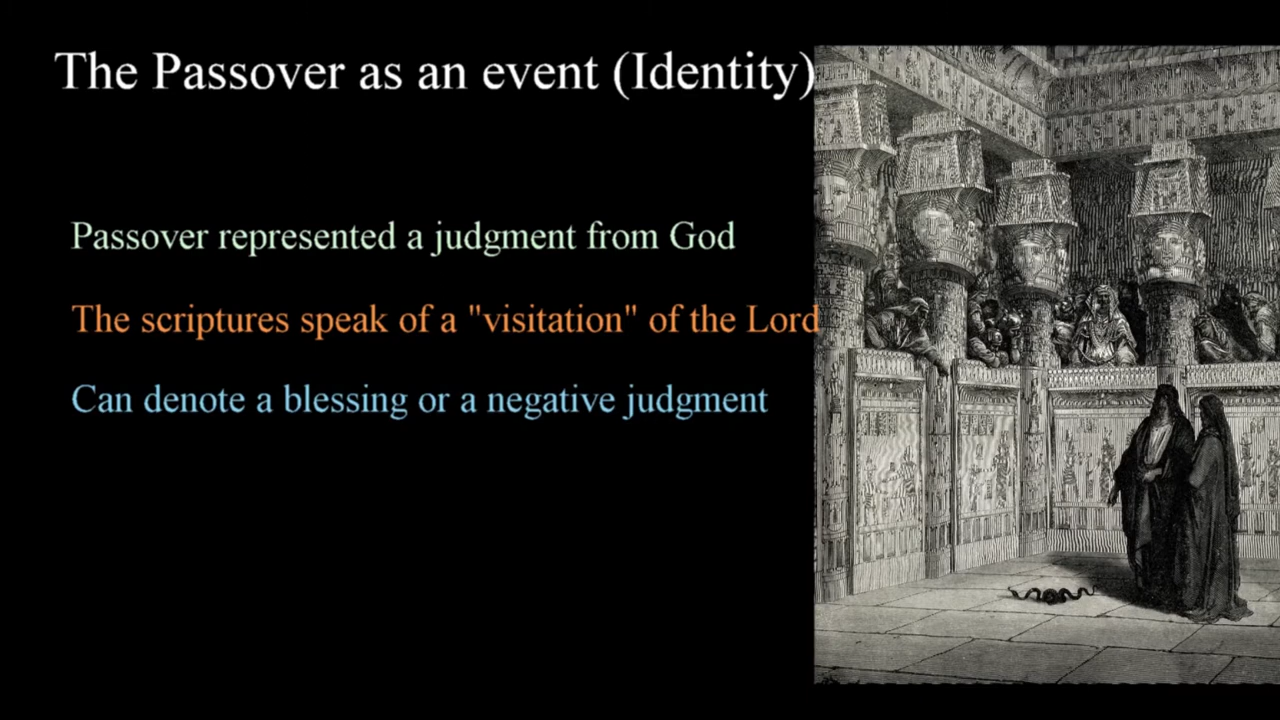 The Passover as an event (Identity)
Passover represented a judgment from God
The scriptures speak of a "visitation" of the Lord
Can denote a blessing or a negative judgment